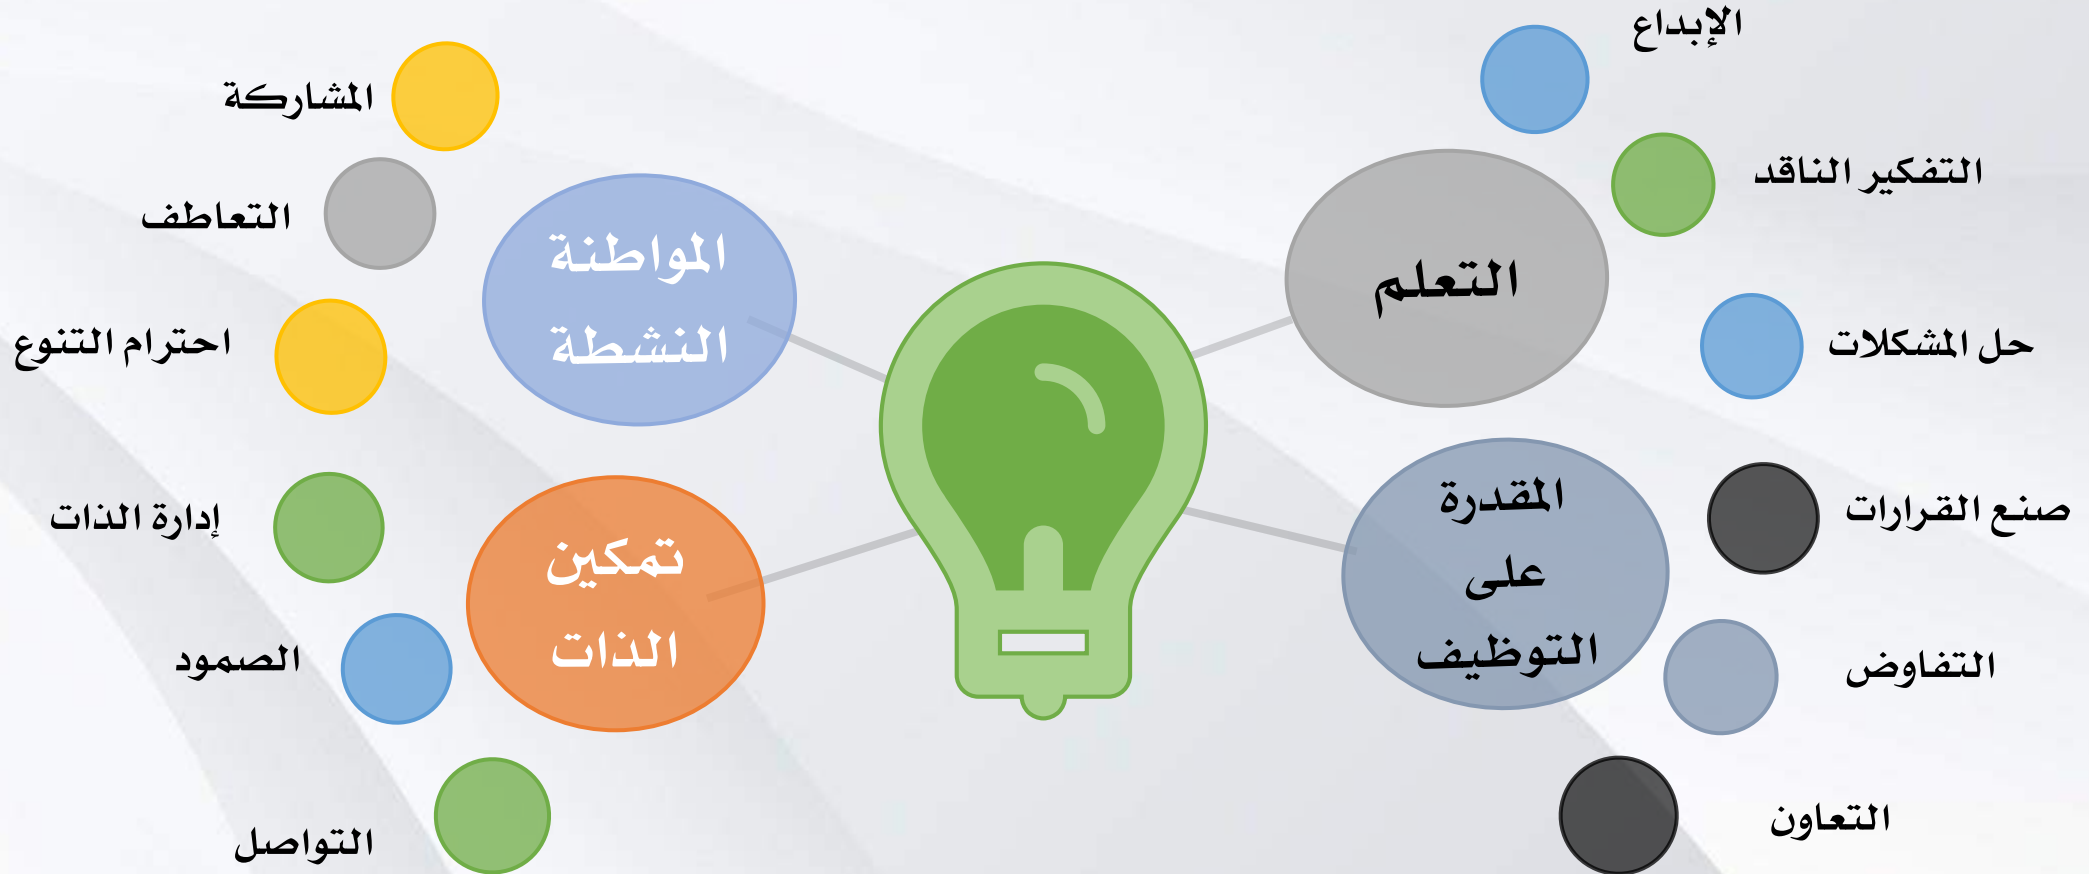 الإبداع
التفكير الناقد
حل المشكلات
صنع القرارات
التفاوض
التعاون
التعلم
المقدرة
على
التوظيف
المواطنة
النشطة
تمكين
الذات
المشاركة
التعاطف
احترام التنوع
إدارة الذات
الصمود
التواصل